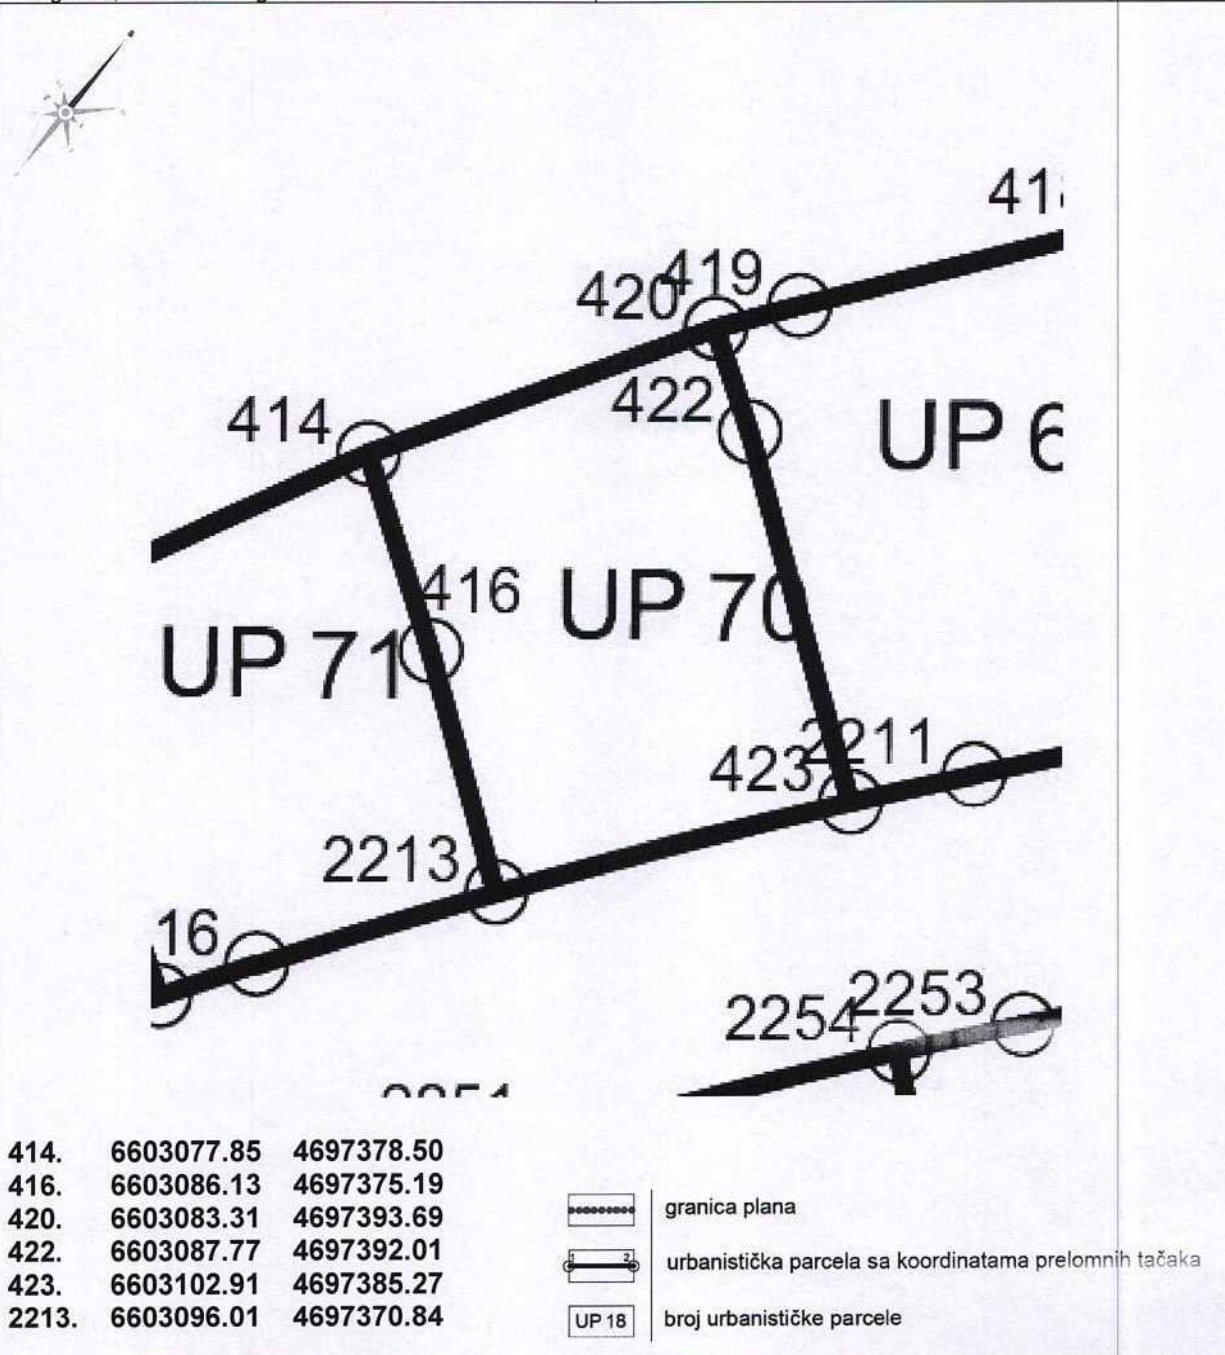 419
420
422
414
UP 6
416
UP 70
UP 71
2211
423
2213
16
2253
2254
2251
414. 6603077.85 4697378.50
416. 6603086.13 4697375.19
420. 6603083.31 4697393.69
422. 6603087.77 4697392.01
423. 6603102.91 4697385.27
2213. 6603096.01 4697370.84
granica plana
1 2
urbanistička parcela sa koordinatama prelomnih tačaka
UP 18 broj urbanističke parcele